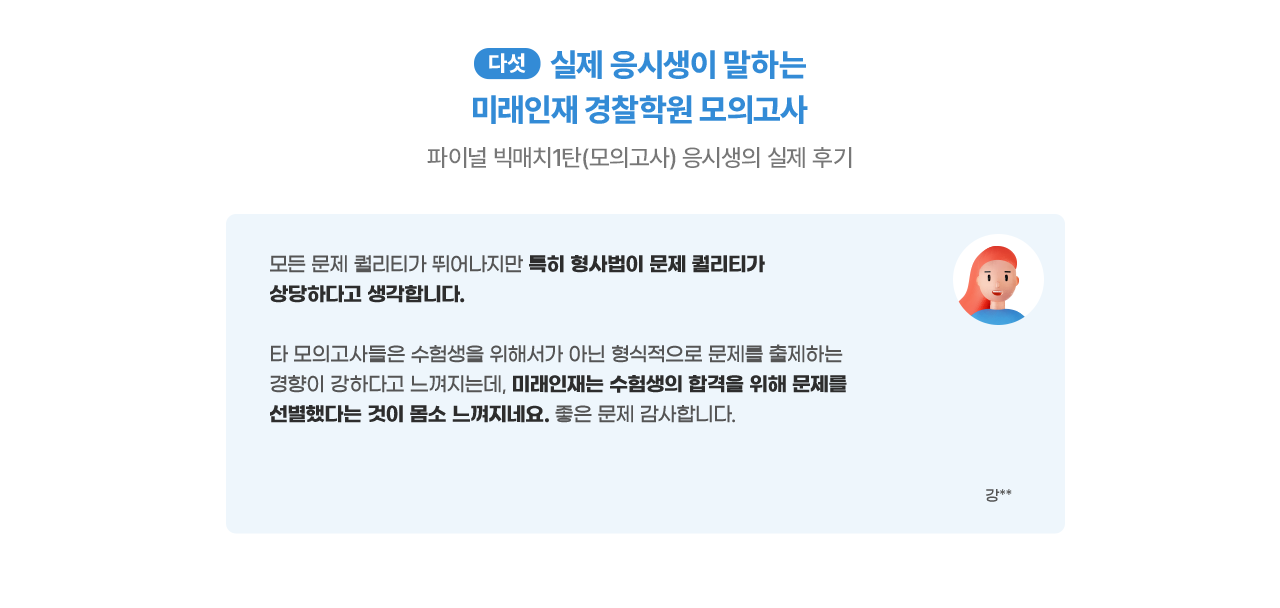 다섯 실제 응시생이 말하는
미래인재 경찰학원 모의고사
파이널 빅매치1탄(모의고사) 응시생의 실제 후기
모든 문제 퀄리티가 뛰어나지만 특히 형사법이 문제 퀄리티가
상당하다고 생각합니다.
타 모의고사들은 수험생을 위해서가 아닌 형식적으로 문제를 출제하는
경향이 강하다고 느껴지는데, 미래인재는 수험생의 합격을 위해 문제를
선별했다는 것이 몸소 느껴지네요. 좋은 문제 감사합니다.
강**